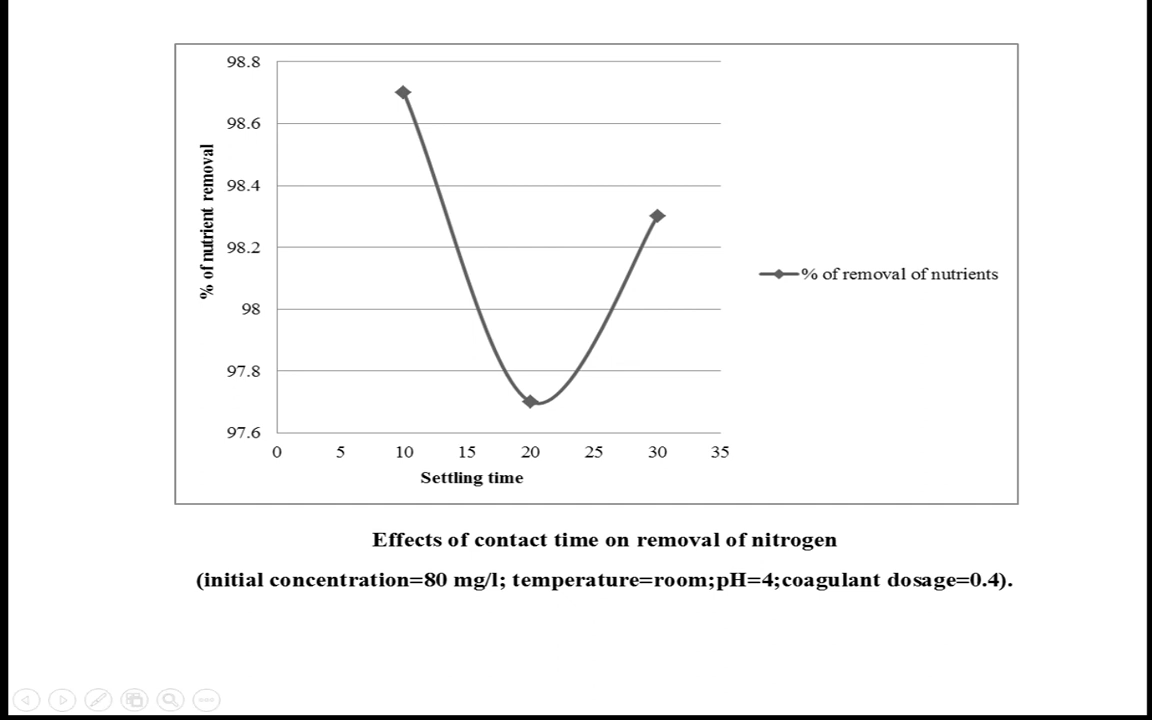 98.8
98.6
98.4
98.2
98
97.8
97.6
% of nutrient removal
0 5 10 15 20 25 30 35
Settling time
% of removal of nutrients
Effects of contact time on removal of nitrogen
(initial concentration=80 mg/l; temperature=room;pH=4;coagulant dosage=0.4).